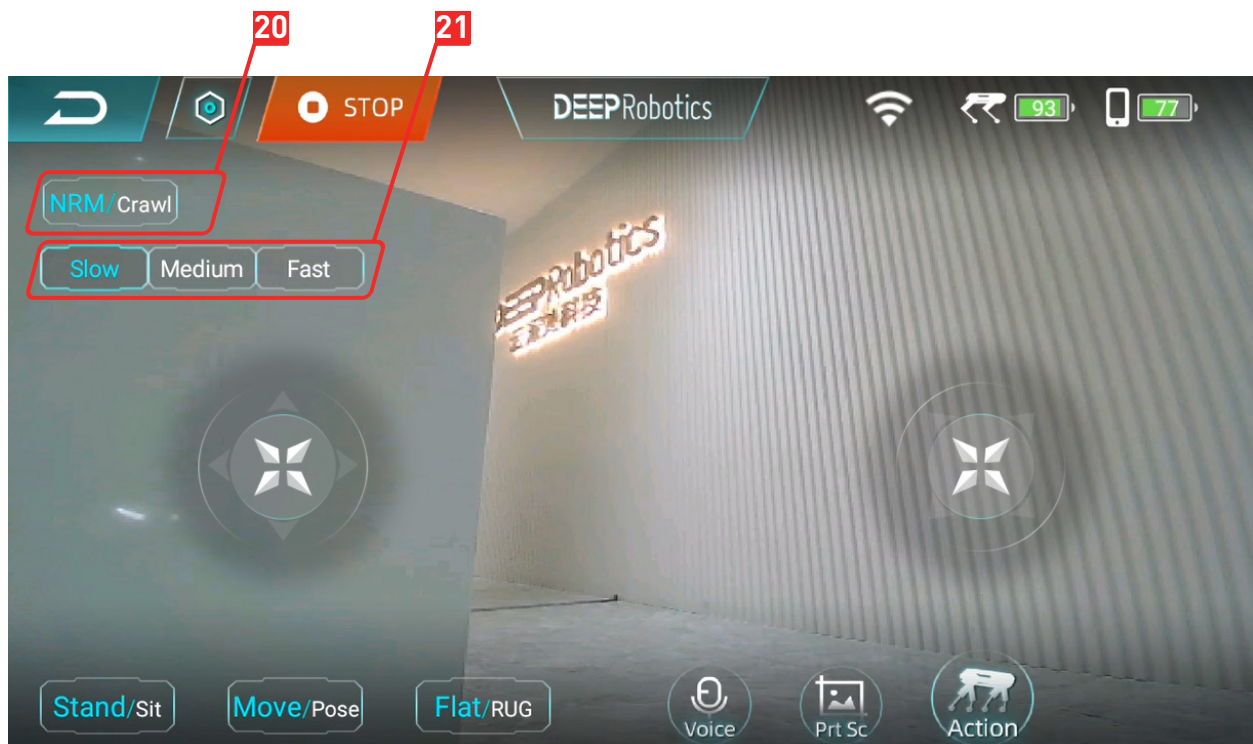 20 21
STOP DEEPRobotics 93 77
NRM/Crawl
Slow Medium Fast
DEEPRobotics
Stand/Sit Move/Pose Flat/RUG Voice Prt Sc Action